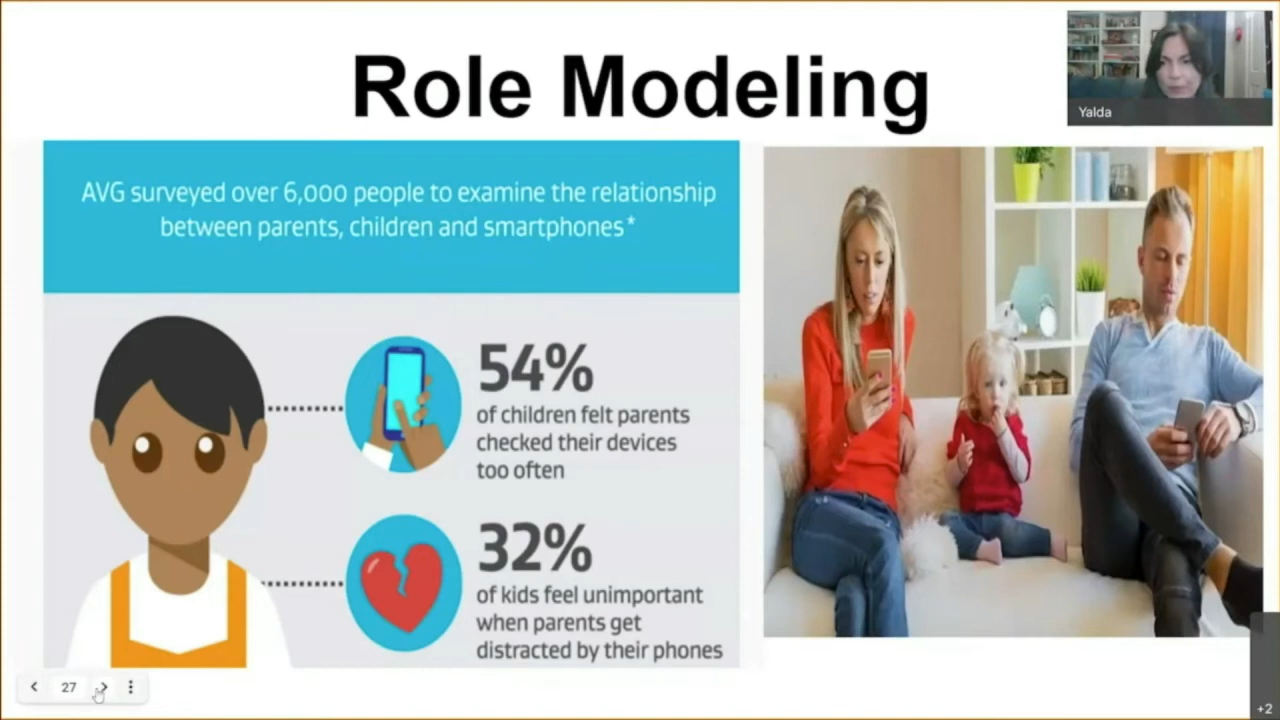 Role Modeling
Yalda
AVG surveyed over 6,000 people to examine the relationship
between parents, children and smartphones*
54%
of children felt parents
checked their devices
too often
32%
of kids feel unimportant
when parents get
distracted by their phones
27
+2